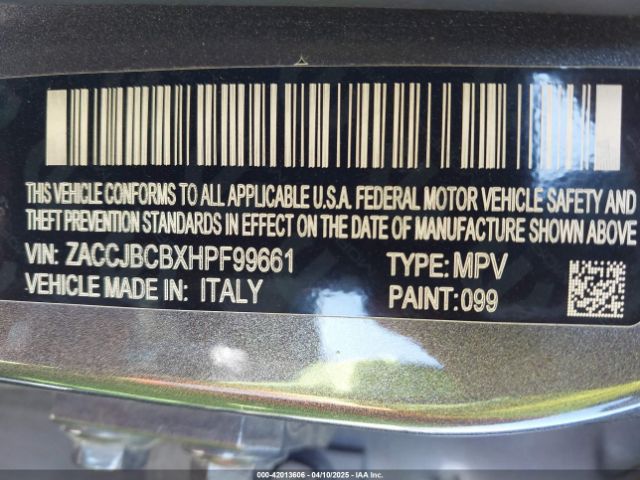 THIS VEHICLE CONFORMS TO ALL APPLICABLE U.S.A. FEDERAL MOTOR VEHICLE SAFETY AND
THEFT PREVENTION STANDARDS IN EFFECT ON THE DATE OF MANUFACTURE SHOWN ABOVE
VIN: ZACCJBCBXHPF99661 TYPE: MPV
VEHICLE MADE IN: ITALY PAINT: 099
000-42013606 - 04/10/2025 - IAA Inc.